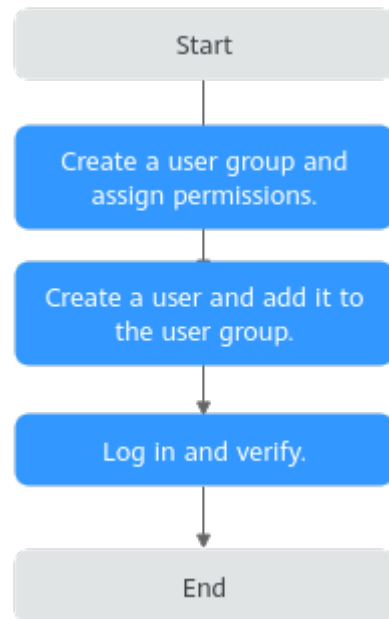 Start
Create a user group and
assign permissions.
Create a user and add it to
the user group.
Log in and verify.
End